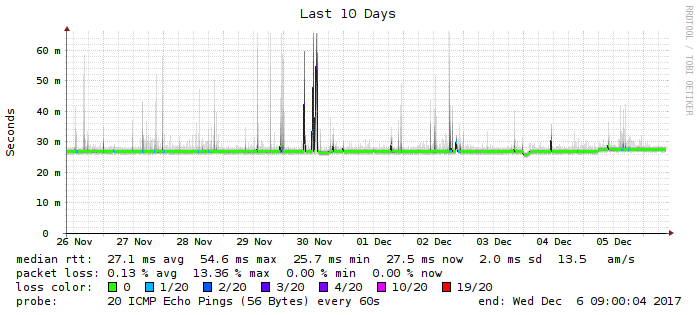 Last 10 Days
RRDTOOL / TOBI OETIKER
Seconds
60 m
50 m
40 m
30 m
20 m
10 m
0
26 Nov 27 Nov 28 Nov 29 Nov 30 Nov 01 Dec 02 Dec 03 Dec 04 Dec 05 Dec
median rtt: 27.1 ms avg 54.6 ms max 25.7 ms min 27.5 ms now 2.0 ms sd 13.5 am/s
packet loss: 0.13 % avg 13.36 % max 0.00 % min 0.00 % now
loss color: 0 1/20 2/20 3/20 4/20 10/20 19/20
probe: 20 ICMP Echo Pings (56 Bytes) every 60s end: Wed Dec 6 09:00:04 2017